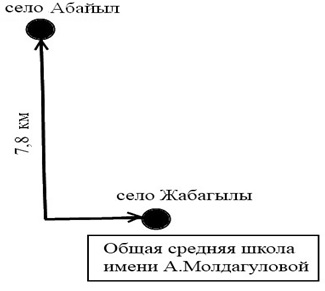 село Абайыл
7,8 км
село Жабагылы
Общая средняя школа
имени А.Молдагуловой